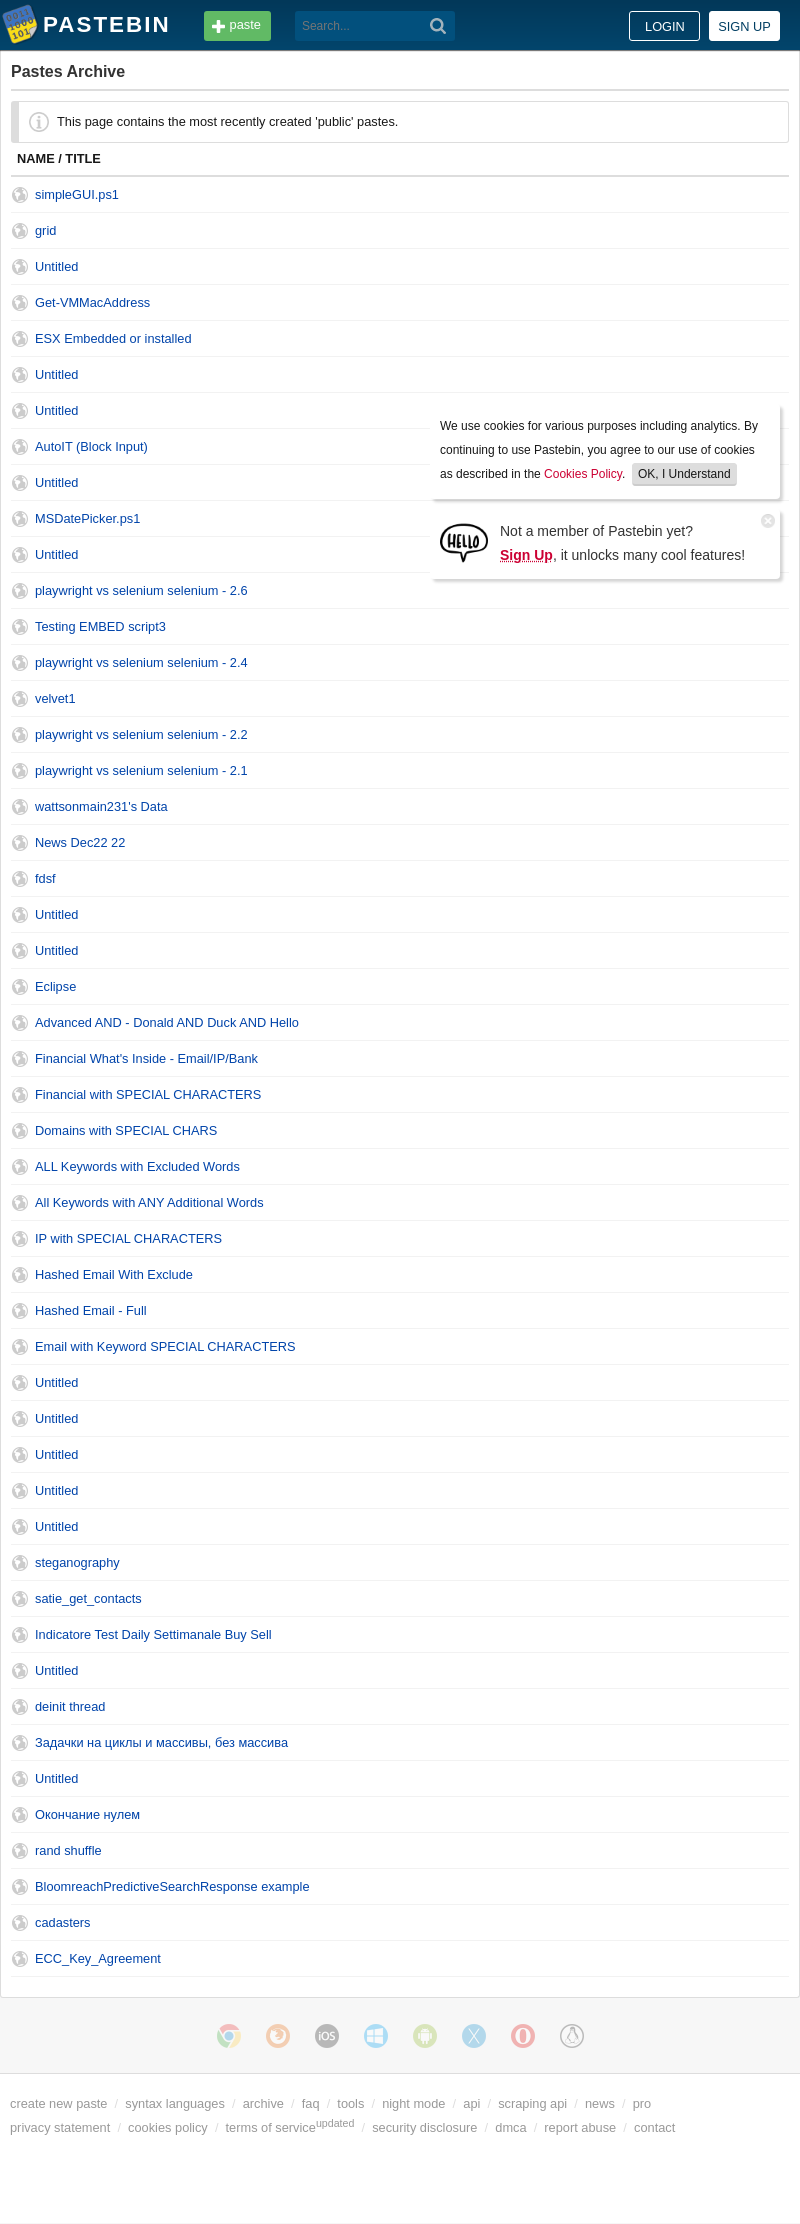 PASTEBIN paste Search... LOGIN SIGN UP
Pastes Archive
This page contains the most recently created 'public' pastes.
NAME / TITLE
simpleGUI.ps1
grid
Untitled
Get-VMMacAddress
ESX Embedded or installed
Untitled
Untitled
AutoIT (Block Input)
Untitled
MSDatePicker.ps1
Untitled
We use cookies for various purposes including analytics. By
continuing to use Pastebin, you agree to our use of cookies
as described in the Cookies Policy. OK, I Understand
HELLO
Not a member of Pastebin yet?
Sign Up, it unlocks many cool features!
playwright vs selenium selenium - 2.6
Testing EMBED script3
playwright vs selenium selenium - 2.4
velvet1
playwright vs selenium selenium - 2.2
playwright vs selenium selenium - 2.1
wattsonmain231's Data
News Dec22 22
fdsf
Untitled
Untitled
Eclipse
Advanced AND - Donald AND Duck AND Hello
Financial What's Inside - Email/IP/Bank
Financial with SPECIAL CHARACTERS
Domains with SPECIAL CHARS
ALL Keywords with Excluded Words
All Keywords with ANY Additional Words
IP with SPECIAL CHARACTERS
Hashed Email With Exclude
Hashed Email - Full
Email with Keyword SPECIAL CHARACTERS
Untitled
Untitled
Untitled
Untitled
Untitled
steganography
satie_get_contacts
Indicatore Test Daily Settimanale Buy Sell
Untitled
deinit thread
Задачки на циклы и массивы, без массива
Untitled
Окончание нулем
rand shuffle
BloomreachPredictiveSearchResponse example
cadasters
ECC_Key_Agreement
iOS
create new paste / syntax languages / archive / faq / tools / night mode / api / scraping api / news / pro
privacy statement / cookies policy / terms of service updated / security disclosure / dmca / report abuse / contact